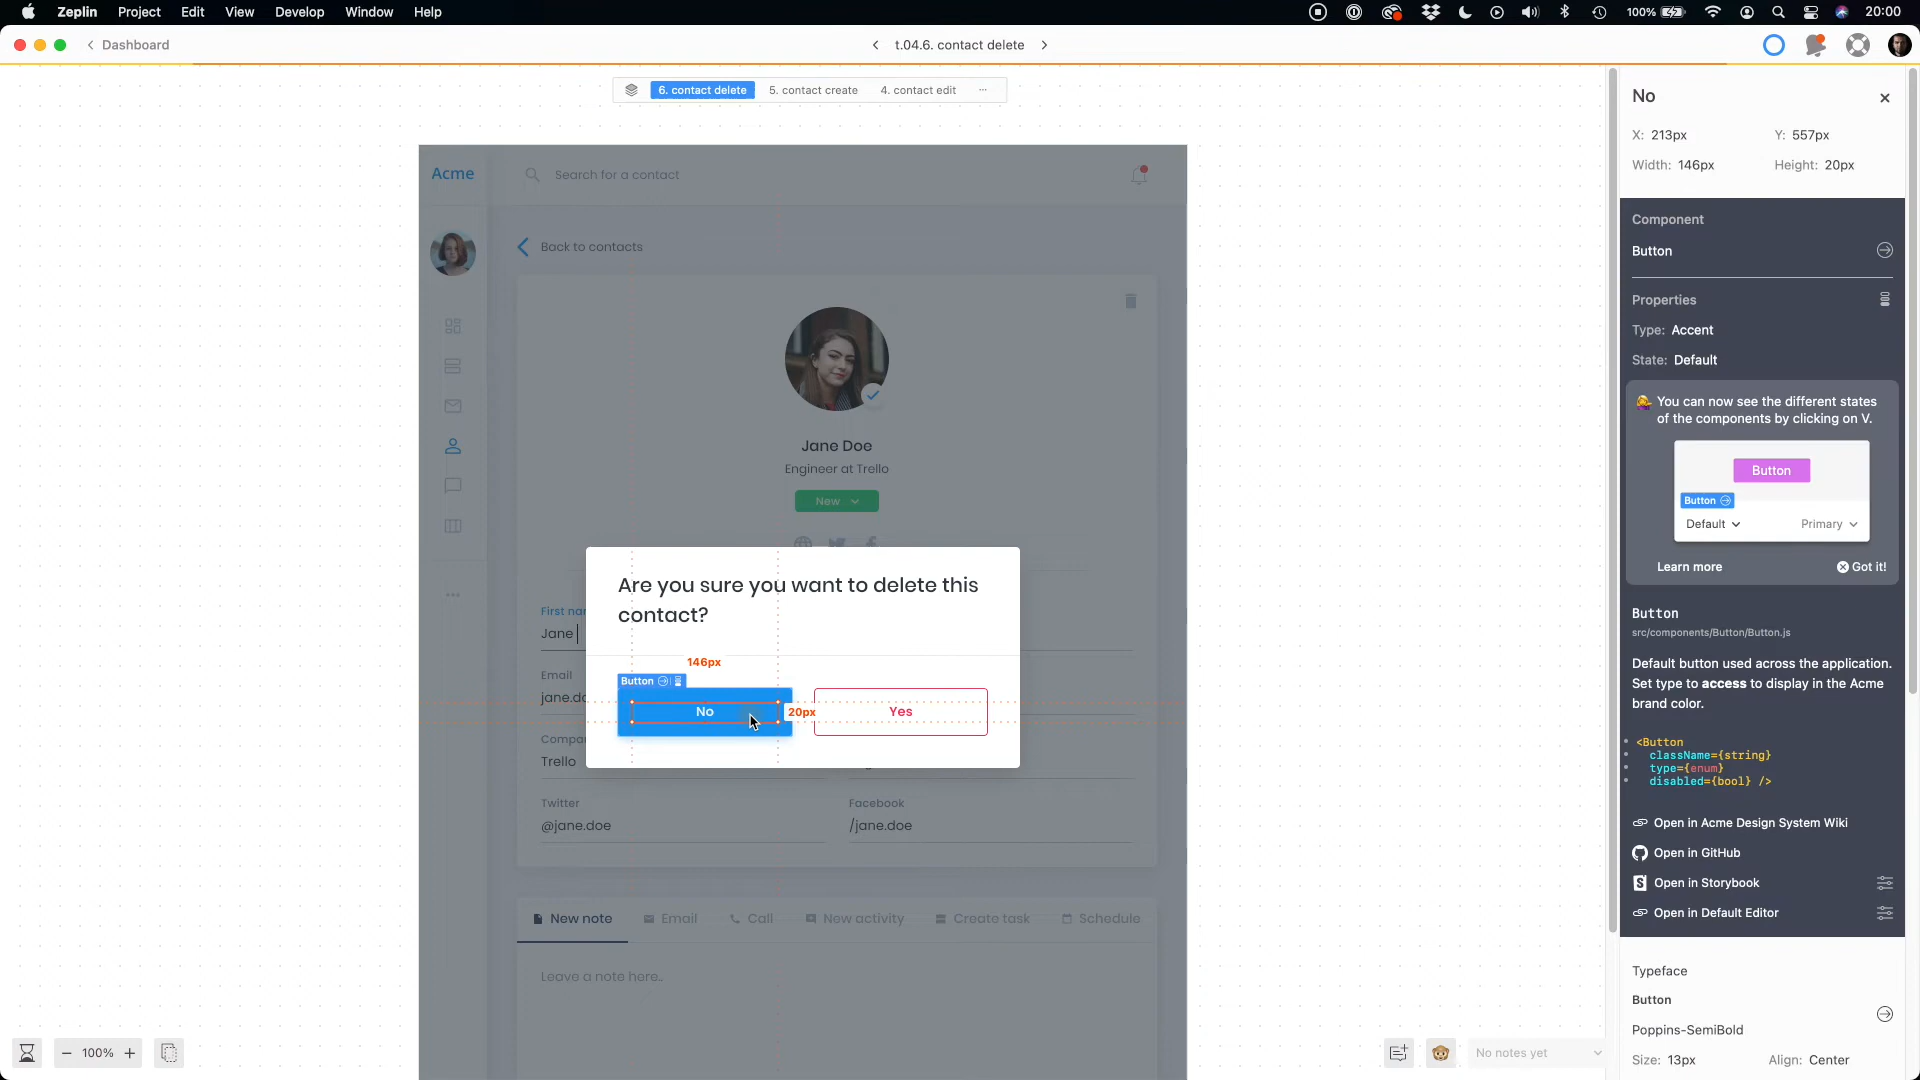 Zeplin Project Edit View Develop Window Help
100% 20:00
Dashboard
t.04.6. contact delete
6. contact delete 5. contact create 4. contact edit ...
Acme
Search for a contact
Back to contacts
Jane Doe
Engineer at Trello
New
Are you sure you want to delete this
contact?
146px
Button
No
20px
Yes
First nar
Jane
Email
jane.do
Compa
Trello
Twitter
@jane.doe
Facebook
/jane.doe
New note Email Call New activity Create task Schedule
Leave a note here..
100%
No notes yet
No
X: 213px Y: 557px
Width: 146px Height: 20px
Component
Button
Properties
Type: Accent
State: Default
You can now see the different states
of the components by clicking on V.
Button
Button
Default Primary
Learn more Got it!
Button
src/components/Button/Button.js
Default button used across the application.
Set type to access to display in the Acme
brand color.
<Button
className={string}
type={enum}
disabled={bool} />
Open in Acme Design System Wiki
Open in GitHub
Open in Storybook
Open in Default Editor
Typeface
Button
Poppins-SemiBold
Size: 13px Align: Center